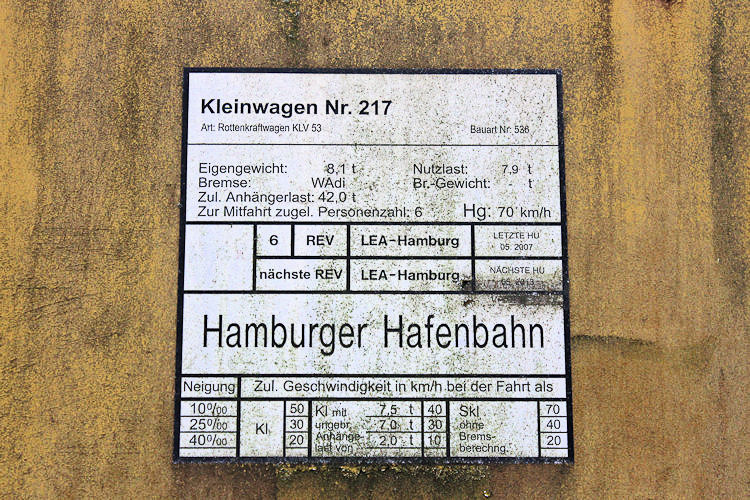 Kleinwagen Nr. 217
Art: Rottenkraftwagen KLV 53 Bauart Nr: 536
Eigengewicht: 8,1 t Nutzlast: 7,9 t
Bremse: WAdi Br.-Gewicht: - t
Zul. Anhängerlast: 42,0 t
Zur Mitfahrt zugel. Personenzahl: 6 Hg: 70 km/h
6 REV LEA-Hamburg LETZTE HU 05. 2007
nächste REV LEA-Hamburg NÄCHSTE HU
Hamburger Hafenbahn
Neigung Zul. Geschwindigkeit in km/h bei der Fahrt als
10%00 Kl 50 Kl mit 7,5 t 40 Skl 70
25%00 30 ungebr. 7,0 t 30 ohne 40
40%00 20 Anhänge 2,0 t 10 Brems- 20
last von berechng.